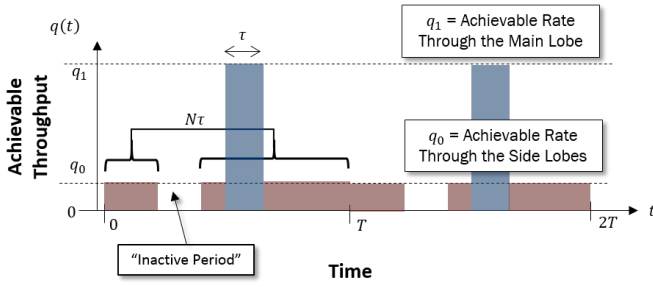 q(t)
τ
q₁ = Achievable Rate
Through the Main Lobe
q₁
Achievable
Throughput
Nτ
q₀ = Achievable Rate
Through the Side Lobes
q₀
0
0
T
2T
t
"Inactive Period"
Time